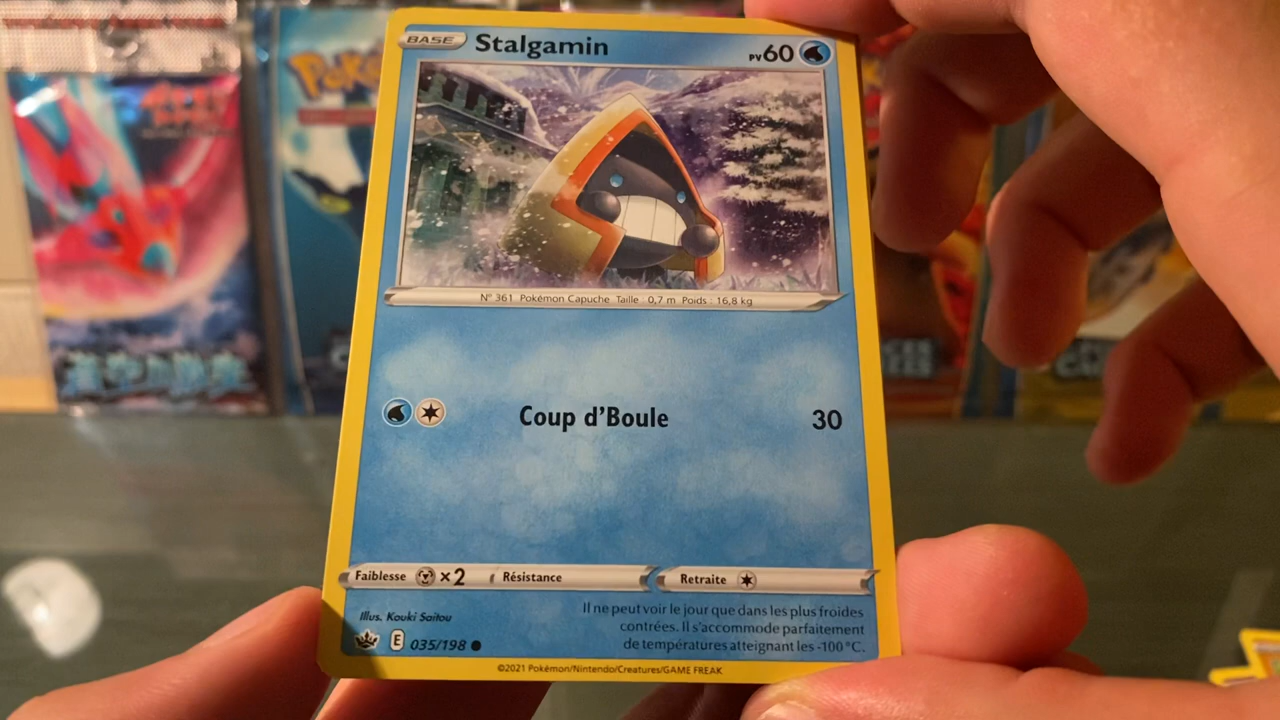 BASE Stalgamin PV 60
N° 361 Pokémon Capuche Taille : 0,7 m Poids : 16,8 kg
Coup d'Boule 30
Faiblesse ×2 Résistance Retraite
Illus. Kouki Saitou
E 035/198
Il ne peut voir le jour que dans les plus froides
contrées. Il s'accommode parfaitement
de températures atteignant les -100 °C.
©2021 Pokémon/Nintendo/Creatures/GAME FREAK